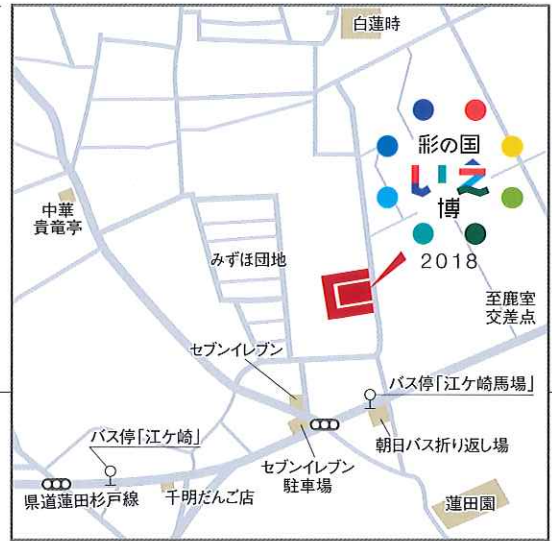 白蓮時
彩の国
いえ
博
2018
中華
貴竜亭
みずほ団地
至鹿室
交差点
セブンイレブン
バス停「江ケ崎馬場」
バス停「江ケ崎」
朝日バス折り返し場
セブンイレブン
駐車場
県道蓮田杉戸線
千明だんご店
蓮田園